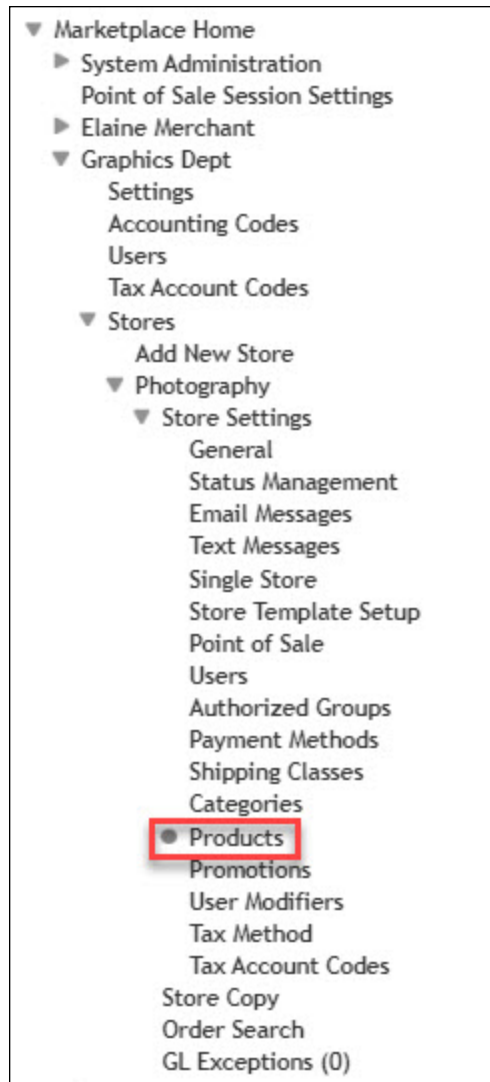 Marketplace Home
System Administration
Point of Sale Session Settings
Elaine Merchant
Graphics Dept
Settings
Accounting Codes
Users
Tax Account Codes
Stores
Add New Store
Photography
Store Settings
General
Status Management
Email Messages
Text Messages
Single Store
Store Template Setup
Point of Sale
Users
Authorized Groups
Payment Methods
Shipping Classes
Categories
Products
Promotions
User Modifiers
Tax Method
Tax Account Codes
Store Copy
Order Search
GL Exceptions (0)